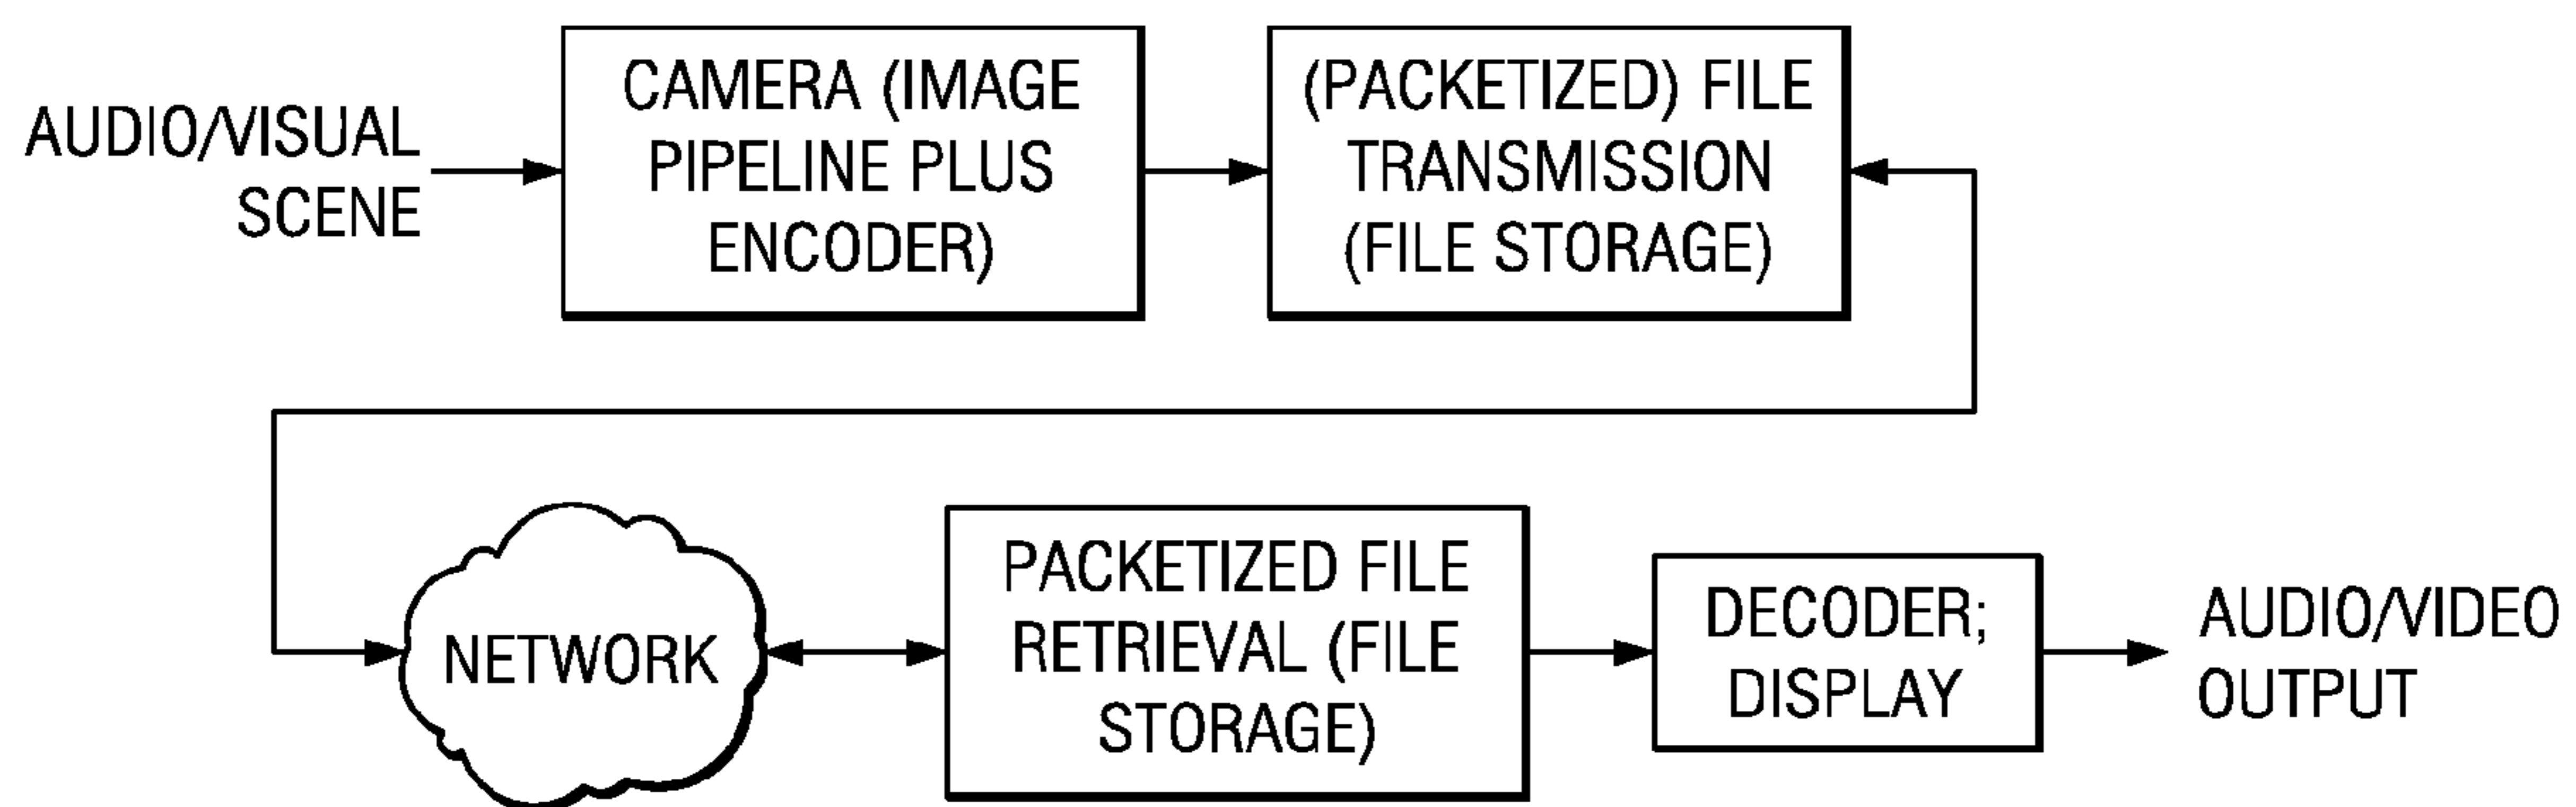 AUDIO/VISUAL
SCENE
CAMERA (IMAGE
PIPELINE PLUS
ENCODER)
(PACKETIZED) FILE
TRANSMISSION
(FILE STORAGE)
NETWORK
PACKETIZED FILE
RETRIEVAL (FILE
STORAGE)
DECODER;
DISPLAY
AUDIO/VIDEO
OUTPUT